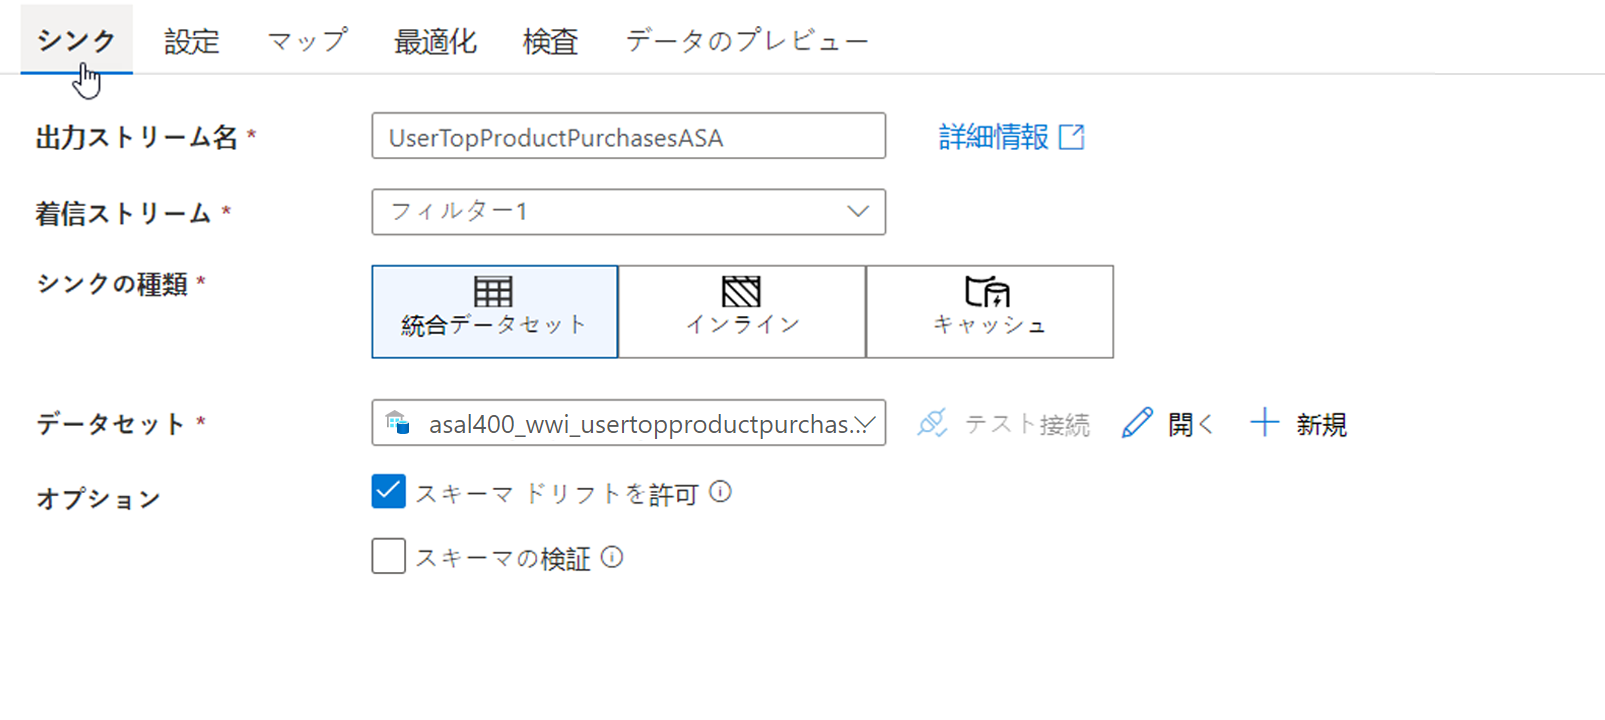 シンク 設定 マップ 最適化 検査 データのプレビュー
出力ストリーム名 * UserTopProductPurchasesASA 詳細情報
着信ストリーム * フィルター1
シンクの種類 * 統合データセット インライン キャッシュ
データセット * asal400_wwi_usertopproductpurchas... テスト接続 開く 新規
オプション スキーマ ドリフトを許可
スキーマの検証